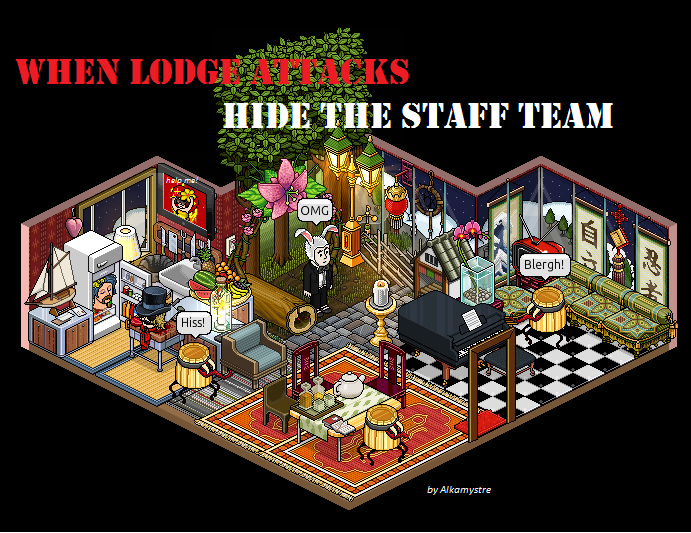 WHEN LODGE ATTACKS
HIDE THE STAFF TEAM
help me!
OMG
Blergh!
Hiss!
自
忍
by Alkamystre